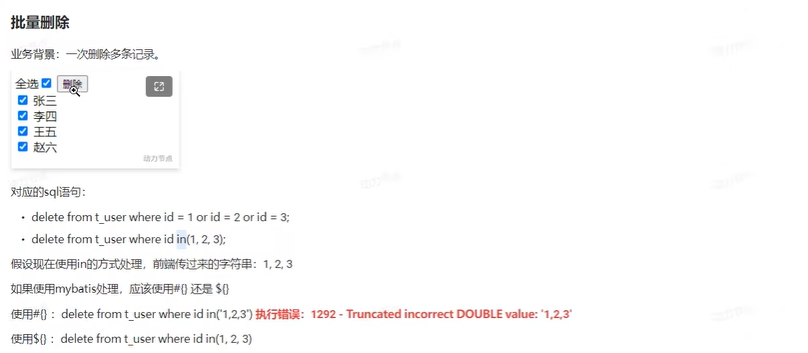 批量删除
业务背景：一次删除多条记录。
全选 删除
张三
李四
王五
赵六
动力节点
对应的sql语句：
• delete from t_user where id = 1 or id = 2 or id = 3;
• delete from t_user where id in(1, 2, 3);
假设现在使用in的方式处理，前端传过来的字符串：1, 2, 3
如果使用mybatis处理，应该使用#{} 还是 ${}
使用#{} ：delete from t_user where id in('1,2,3') 执行错误：1292 - Truncated incorrect DOUBLE value: '1,2,3'
使用${} ：delete from t_user where id in(1, 2, 3)